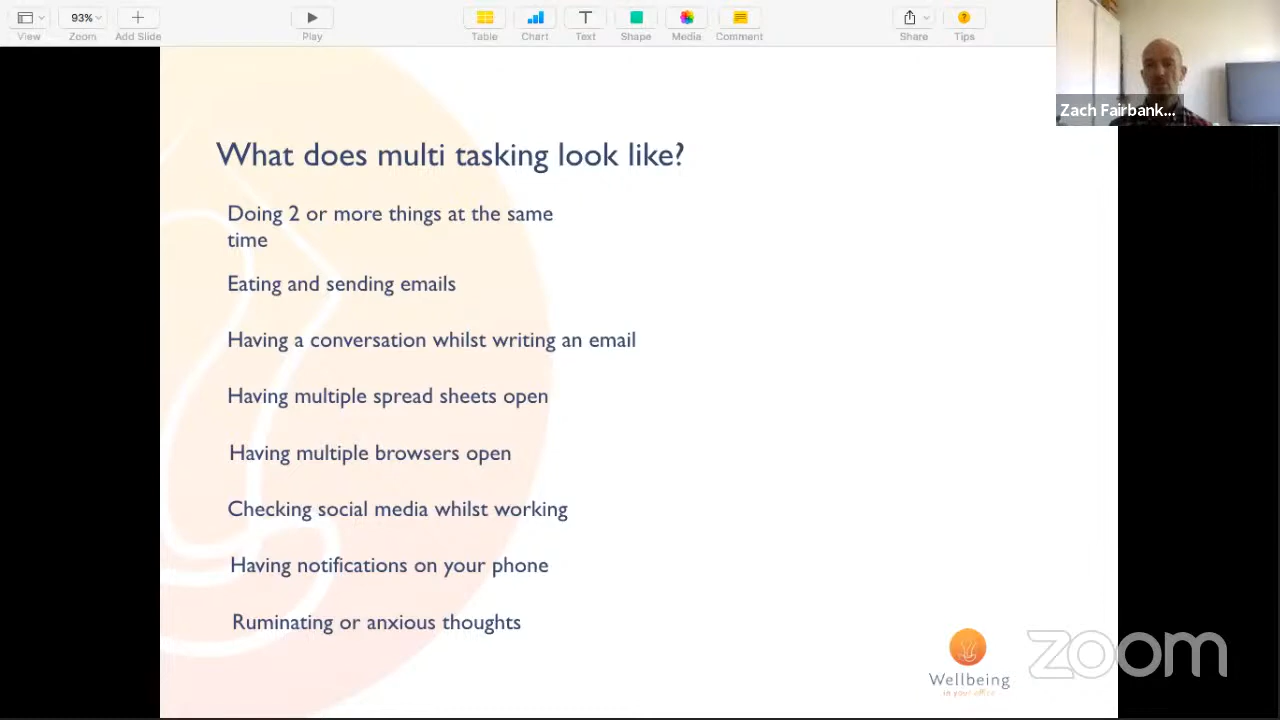 View
93%
Zoom
Add Slide
Play
Table
Chart
Text
Shape
Media
Comment
Share
Tips
Zach Fairbank...
What does multi tasking look like?
Doing 2 or more things at the same
time
Eating and sending emails
Having a conversation whilst writing an email
Having multiple spread sheets open
Having multiple browsers open
Checking social media whilst working
Having notifications on your phone
Ruminating or anxious thoughts
Wellbeing
in your office
zoom